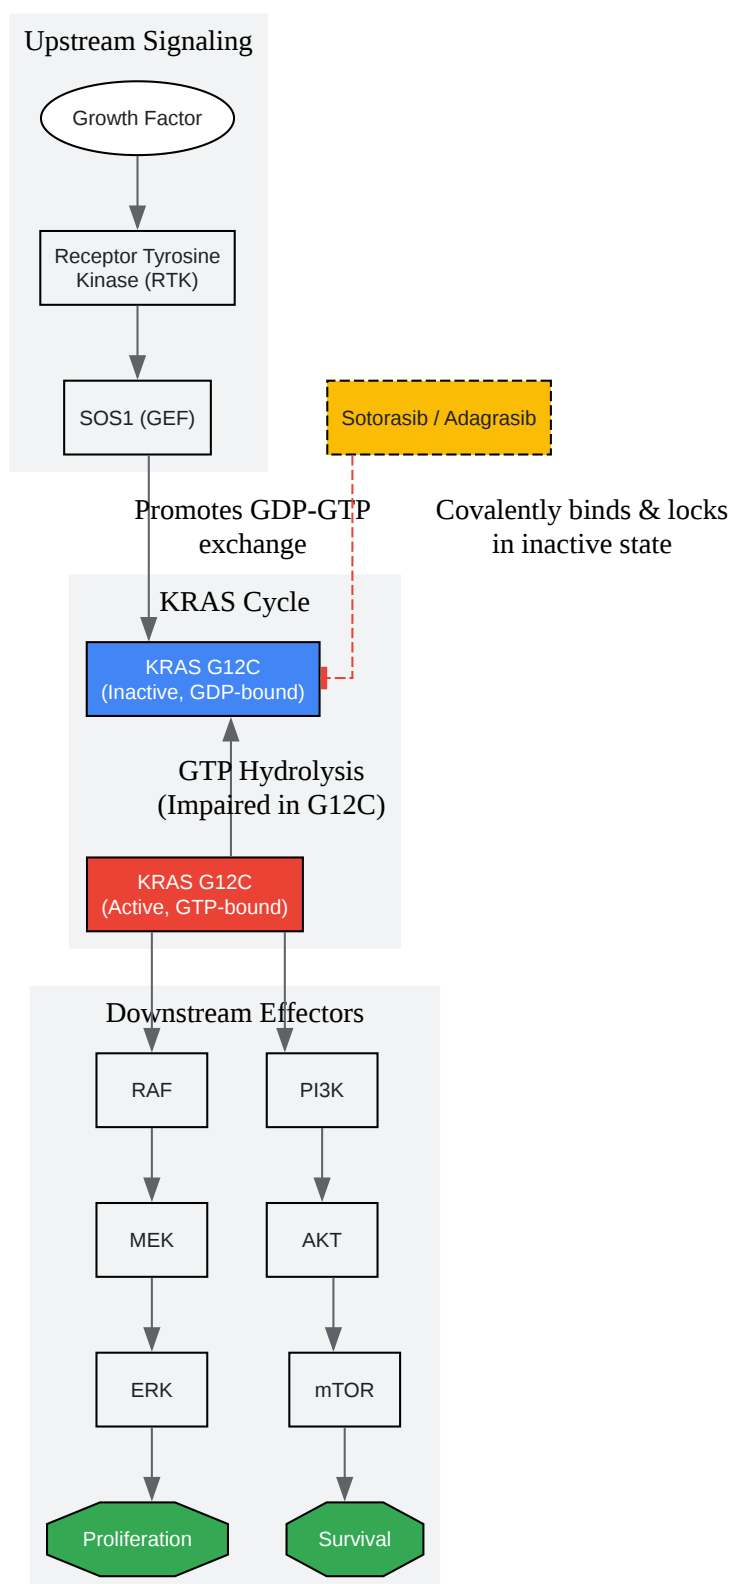 Upstream Signaling
Growth Factor
Receptor Tyrosine
Kinase (RTK)
SOS1 (GEF)
Sotorasib / Adagrasib
Promotes GDP-GTP
exchange
Covalently binds & locks
in inactive state
KRAS Cycle
KRAS G12C
(Inactive, GDP-bound)
GTP Hydrolysis
(Impaired in G12C)
KRAS G12C
(Active, GTP-bound)
Downstream Effectors
RAF
PI3K
MEK
AKT
ERK
mTOR
Proliferation
Survival